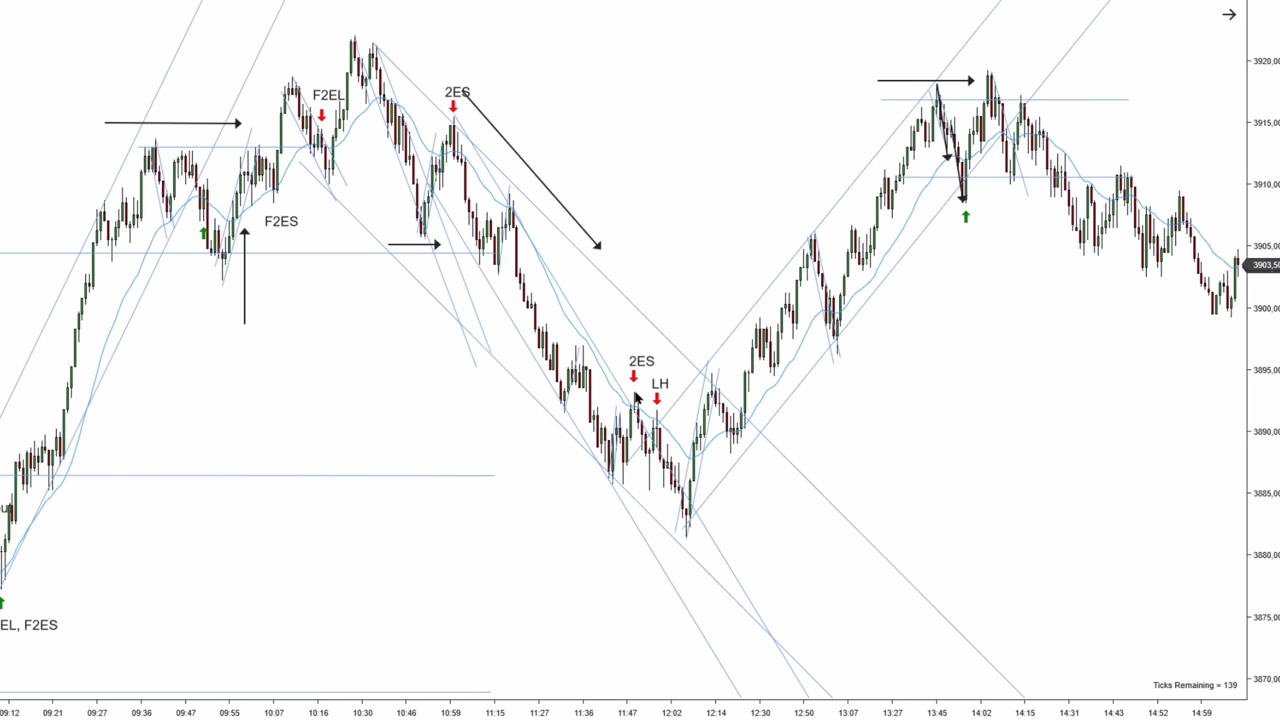 F2EL
2ES
F2ES
2ES
LH
EL, F2ES
3920,00
3915,00
3910,00
3905,00
3903,50
3900,00
3895,00
3890,00
3885,00
3880,00
3875,00
3870,00
Ticks Remaining = 139
09:12 09:21 09:27 09:36 09:47 09:55 10:07 10:16 10:30 10:46 10:59 11:15 11:27 11:37 11:47 12:02 12:14 12:30 12:50 13:07 13:27 13:45 14:02 14:15 14:31 14:43 14:52 14:59